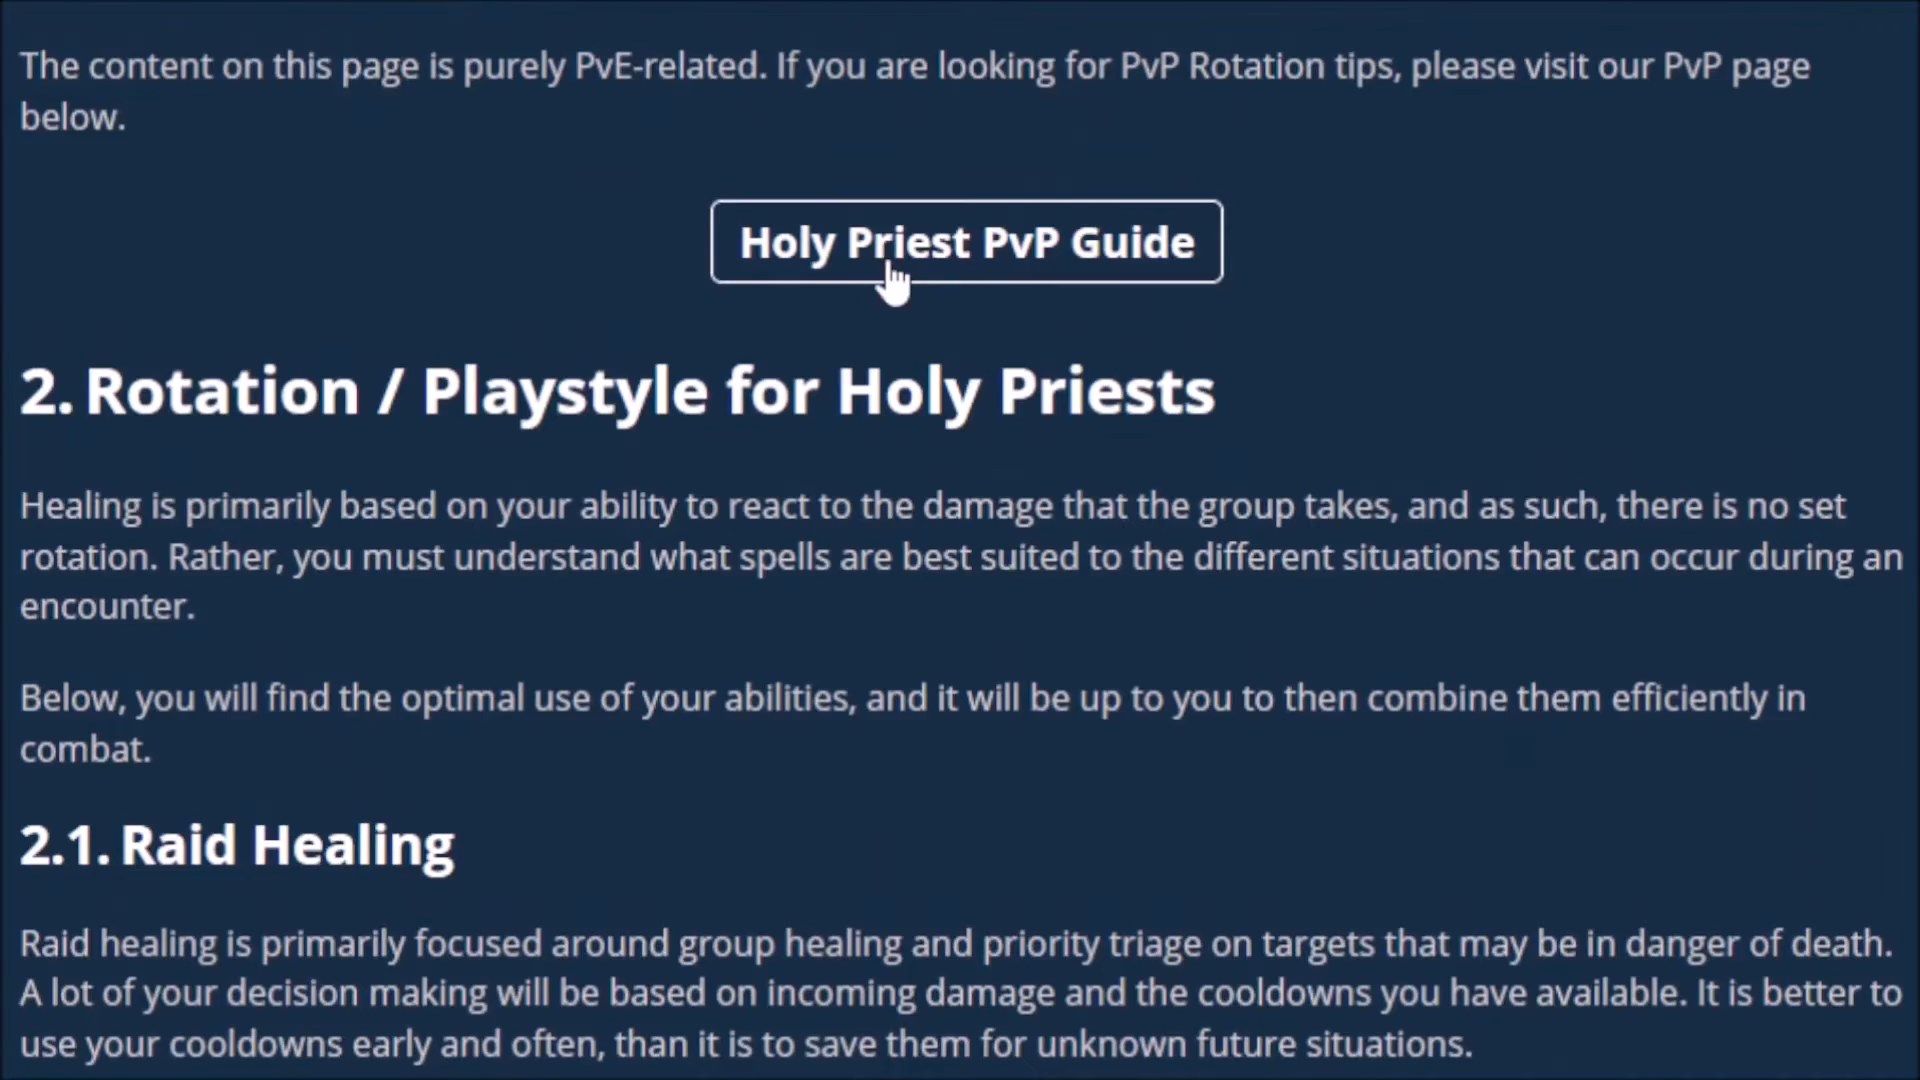 The content on this page is purely PvE-related. If you are looking for PvP Rotation tips, please visit our PvP page
below.
Holy Priest PvP Guide
2. Rotation / Playstyle for Holy Priests
Healing is primarily based on your ability to react to the damage that the group takes, and as such, there is no set
rotation. Rather, you must understand what spells are best suited to the different situations that can occur during an
encounter.
Below, you will find the optimal use of your abilities, and it will be up to you to then combine them efficiently in
combat.
2.1. Raid Healing
Raid healing is primarily focused around group healing and priority triage on targets that may be in danger of death.
A lot of your decision making will be based on incoming damage and the cooldowns you have available. It is better to
use your cooldowns early and often, than it is to save them for unknown future situations.